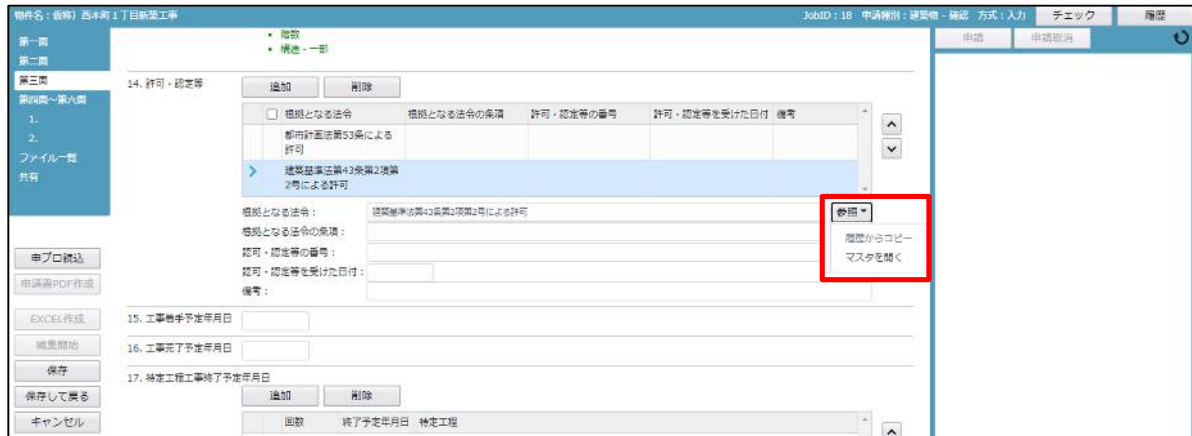 物件名：(仮称) 西本町１丁目新築工事
JobID：18 申請種別：建築物 - 確認 方式：入力
チェック
履歴
第一面
第二面
第三面
第四面～第六面
1.
2.
ファイル一覧
共有
申プロ読込
申請書PDF作成
EXCEL作成
編集開始
保存
保存して戻る
キャンセル
• 階数
• 構造・一部
14. 許可・認定等
追加 削除
根拠となる法令 根拠となる法令の条項 許可・認定等の番号 許可・認定等を受けた日付 備考
都市計画法第53条による
許可
建築基準法第43条第2項第
2号による許可
根拠となる法令： 建築基準法第43条第2項第2号による許可 参照
履歴からコピー
マスタを開く
根拠となる法令の条項：
認可・認定等の番号：
認可・認定等を受けた日付：
備考：
15. 工事着手予定年月日
16. 工事完了予定年月日
17. 特定工程工事終了予定年月日
追加 削除
回数 終了予定年月日 特定工程
申請 申請取消